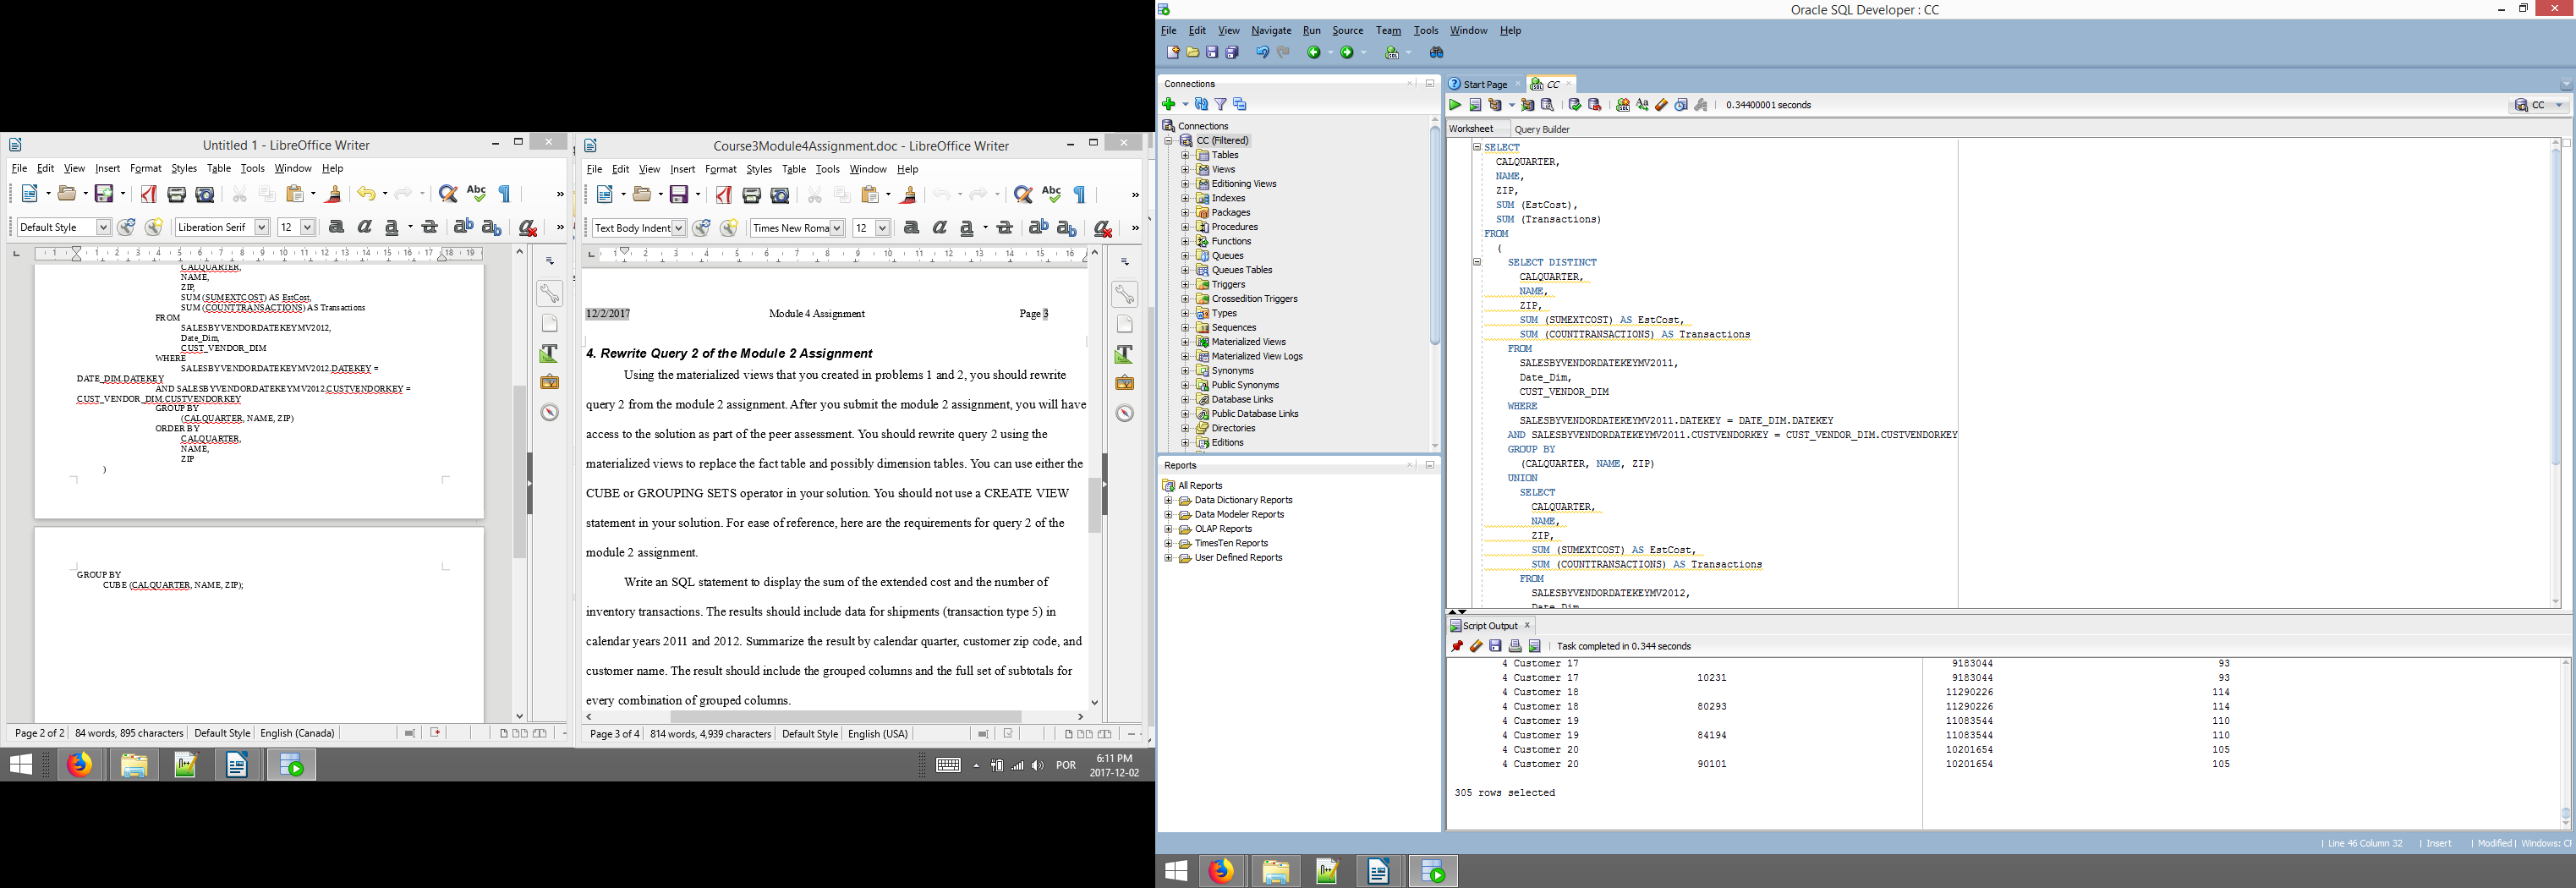 Untitled 1 - LibreOffice Writer
File Edit View Insert Format Styles Table Tools Window Help
Default Style Liberation Serif 12
CALQUARTER,
NAME,
ZIP,
SUM (SUMEXTCOST) AS EstCost,
SUM (COUNTTRANSACTIONS) AS Transactions
FROM
SALESBYVENDORDATEKEYMV2012,
Date_Dim,
CUST_VENDOR_DIM
WHERE
SALESBYVENDORDATEKEYMV2012.DATEKEY =
DATE_DIM.DATEKEY
AND SALESBYVENDORDATEKEYMV2012.CUSTVENDORKEY =
CUST_VENDOR_DIM.CUSTVENDORKEY
GROUP BY
(CALQUARTER, NAME, ZIP)
ORDER BY
CALQUARTER,
NAME,
ZIP
)
GROUP BY
CUBE (CALQUARTER, NAME, ZIP);
Page 2 of 2 84 words, 895 characters Default Style English (Canada)
Course3Module4Assignment.doc - LibreOffice Writer
File Edit View Insert Format Styles Table Tools Window Help
Text Body Indent Times New Roma 12
12/2/2017 Module 4 Assignment Page 3
4. Rewrite Query 2 of the Module 2 Assignment
Using the materialized views that you created in problems 1 and 2, you should rewrite
query 2 from the module 2 assignment. After you submit the module 2 assignment, you will have
access to the solution as part of the peer assessment. You should rewrite query 2 using the
materialized views to replace the fact table and possibly dimension tables. You can use either the
CUBE or GROUPING SETS operator in your solution. You should not use a CREATE VIEW
statement in your solution. For ease of reference, here are the requirements for query 2 of the
module 2 assignment.
Write an SQL statement to display the sum of the extended cost and the number of
inventory transactions. The results should include data for shipments (transaction type 5) in
calendar years 2011 and 2012. Summarize the result by calendar quarter, customer zip code, and
customer name. The result should include the grouped columns and the full set of subtotals for
every combination of grouped columns.
Page 3 of 4 814 words, 4,939 characters Default Style English (USA)
POR 6:11 PM
2017-12-02
Oracle SQL Developer : CC
File Edit View Navigate Run Source Team Tools Window Help
Connections
Connections
CC (Filtered)
Tables
Views
Editioning Views
Indexes
Packages
Procedures
Functions
Queues
Queues Tables
Triggers
Crossedition Triggers
Types
Sequences
Materialized Views
Materialized View Logs
Synonyms
Public Synonyms
Database Links
Public Database Links
Directories
Editions
Reports
All Reports
Data Dictionary Reports
Data Modeler Reports
OLAP Reports
TimesTen Reports
User Defined Reports
Start Page CC
0.34400001 seconds CC
Worksheet Query Builder
SELECT
CALQUARTER,
NAME,
ZIP,
SUM (EstCost),
SUM (Transactions)
FROM
(
SELECT DISTINCT
CALQUARTER,
NAME,
ZIP,
SUM (SUMEXTCOST) AS EstCost,
SUM (COUNTTRANSACTIONS) AS Transactions
FROM
SALESBYVENDORDATEKEYMV2011,
Date_Dim,
CUST_VENDOR_DIM
WHERE
SALESBYVENDORDATEKEYMV2011.DATEKEY = DATE_DIM.DATEKEY
AND SALESBYVENDORDATEKEYMV2011.CUSTVENDORKEY = CUST_VENDOR_DIM.CUSTVENDORKEY
GROUP BY
(CALQUARTER, NAME, ZIP)
UNION
SELECT
CALQUARTER,
NAME,
ZIP,
SUM (SUMEXTCOST) AS EstCost,
SUM (COUNTTRANSACTIONS) AS Transactions
FROM
SALESBYVENDORDATEKEYMV2012,
Date_Dim,
Script Output
Task completed in 0.344 seconds
4 Customer 17 9183044 93
4 Customer 17 10231 9183044 93
4 Customer 18 11290226 114
4 Customer 18 80293 11290226 114
4 Customer 19 11083544 110
4 Customer 19 84194 11083544 110
4 Customer 20 10201654 105
4 Customer 20 90101 10201654 105
305 rows selected
Line 46 Column 32 Insert Modified Windows: C